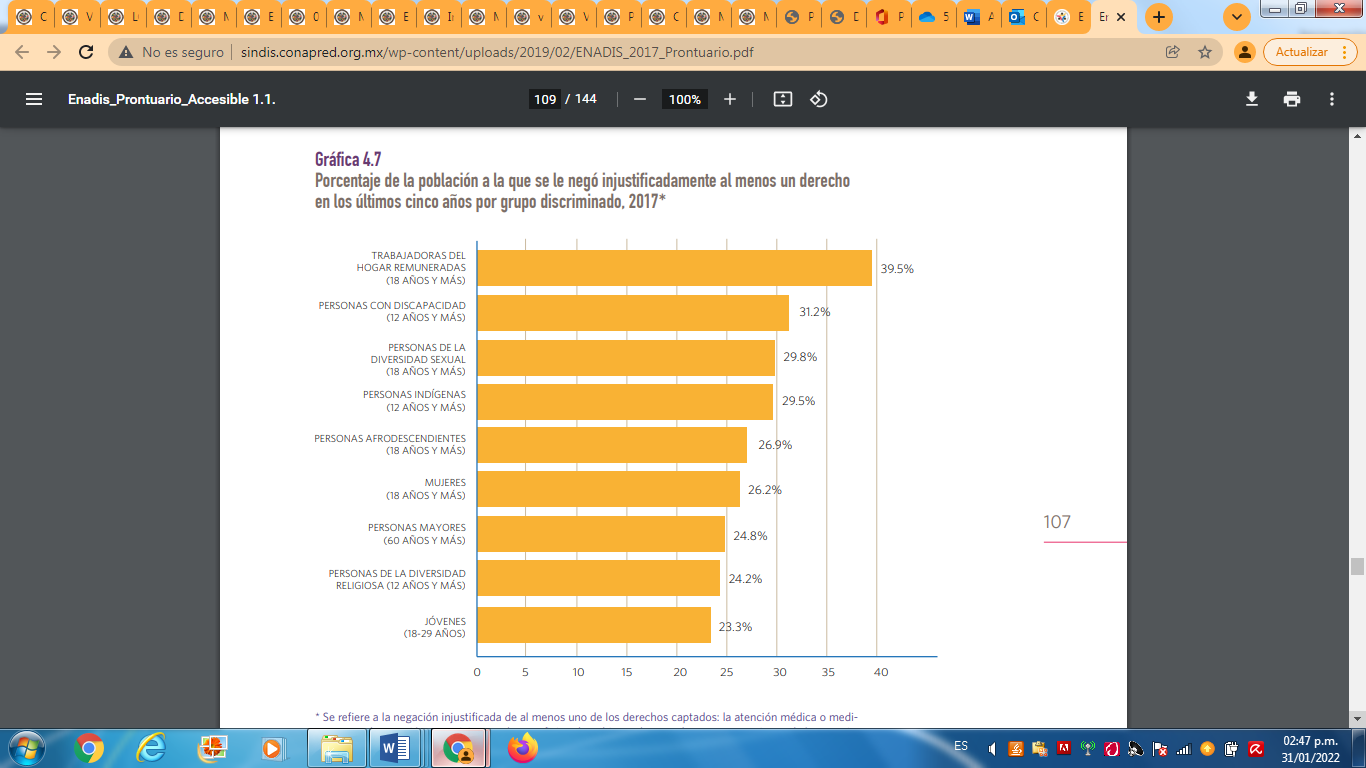 No es seguro
sindis.conapred.org.mx/wp-content/uploads/2019/02/ENADIS_2017_Prontuario.pdf
Actualizar
Enadis_Prontuario_Accesible 1.1.
109 / 144
100%
Gráfica 4.7
Porcentaje de la población a la que se le negó injustificadamente al menos un derecho
en los últimos cinco años por grupo discriminado, 2017*
TRABAJADORAS DEL
HOGAR REMUNERADAS
(18 AÑOS Y MÁS)
39.5%
PERSONAS CON DISCAPACIDAD
(12 AÑOS Y MÁS)
31.2%
PERSONAS DE LA
DIVERSIDAD SEXUAL
(18 AÑOS Y MÁS)
29.8%
PERSONAS INDÍGENAS
(12 AÑOS Y MÁS)
29.5%
PERSONAS AFRODESCENDIENTES
(18 AÑOS Y MÁS)
26.9%
MUJERES
(18 AÑOS Y MÁS)
26.2%
PERSONAS MAYORES
(60 AÑOS Y MÁS)
24.8%
PERSONAS DE LA DIVERSIDAD
RELIGIOSA (12 AÑOS Y MÁS)
24.2%
JÓVENES
(18-29 AÑOS)
23.3%
0 5 10 15 20 25 30 35 40
107
* Se refiere a la negación injustificada de al menos uno de los derechos captados: la atención médica o medi-
ES
02:47 p.m.
31/01/2022